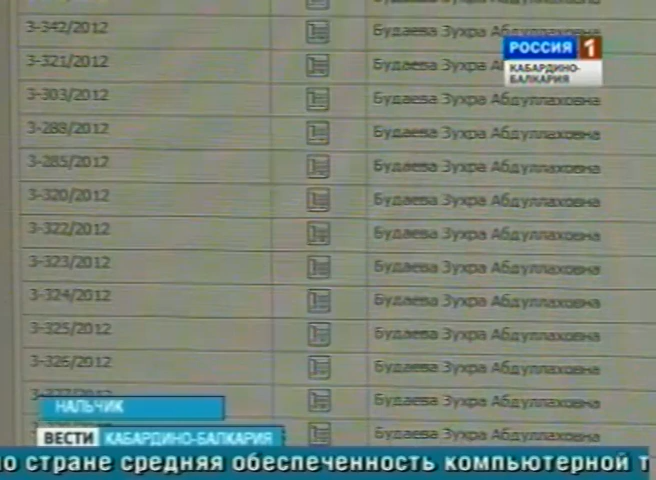 3-342/2012 Будаева Зухра А
РОССИЯ 1
3-321/2012 Будаева Зухра А
КАБАРДИНО-
БАЛКАРИЯ
3-303/2012 Будаева Зухра Абдуллаховна
3-288/2012 Будаева Зухра Абдуллаховна
3-285/2012 Будаева Зухра Абдуллаховна
3-320/2012 Будаева Зухра Абдуллаховна
3-322/2012 Будаева Зухра Абдуллаховна
3-323/2012 Будаева Зухра Абдуллаховна
3-324/2012 Будаева Зухра Абдуллаховна
3-325/2012 Будаева Зухра Абдуллаховна
3-326/2012 Будаева Зухра Абдуллаховна
Будаева Зухра Абдуллаховна
НАЛЬЧИК
Будаева Зухра Абдуллаховна
ВЕСТИ КАБАРДИНО-БАЛКАРИЯ
по стране средняя обеспеченность компьютерной т